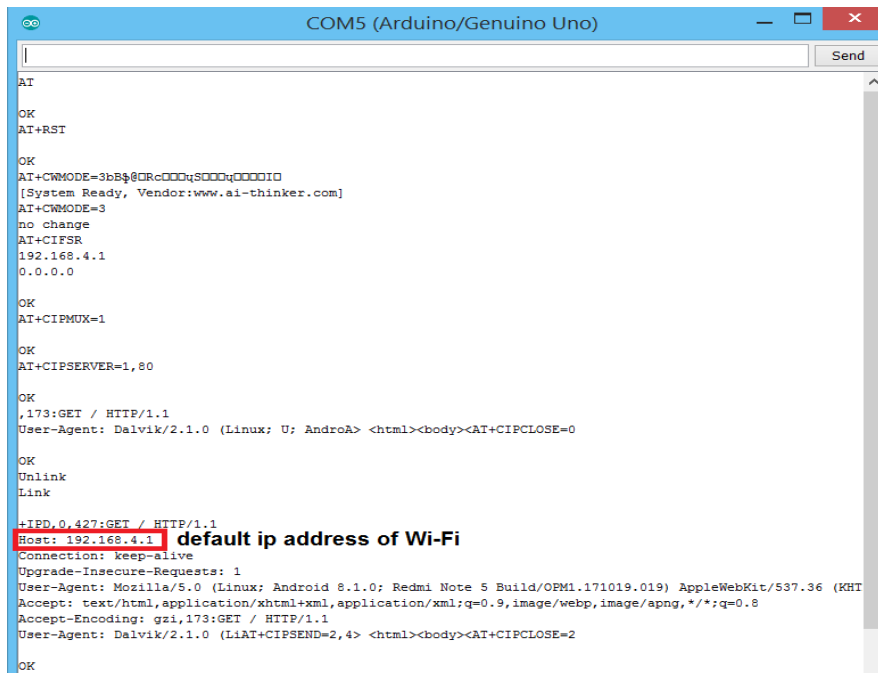 COM5 (Arduino/Genuino Uno)
Send
AT
OK
AT+RST
OK
AT+CWMODE=3bB
[System Ready, Vendor:www.ai-thinker.com]
AT+CWMODE=3
no change
AT+CIFSR
192.168.4.1
0.0.0.0
OK
AT+CIPMUX=1
OK
AT+CIPSERVER=1,80
OK
,173:GET / HTTP/1.1
User-Agent: Dalvik/2.1.0 (Linux; U; AndroA> <html><body><AT+CIPCLOSE=0
OK
Unlink
Link
+IPD,0,427:GET / HTTP/1.1
Host: 192.168.4.1 default ip address of Wi-Fi
Connection: keep-alive
Upgrade-Insecure-Requests: 1
User-Agent: Mozilla/5.0 (Linux; Android 8.1.0; Redmi Note 5 Build/OPM1.171019.019) AppleWebKit/537.36 (KHT
Accept: text/html,application/xhtml+xml,application/xml;q=0.9,image/webp,image/apng,*/*;q=0.8
Accept-Encoding: gzi,173:GET / HTTP/1.1
User-Agent: Dalvik/2.1.0 (LiAT+CIPSEND=2,4> <html><body><AT+CIPCLOSE=2
OK